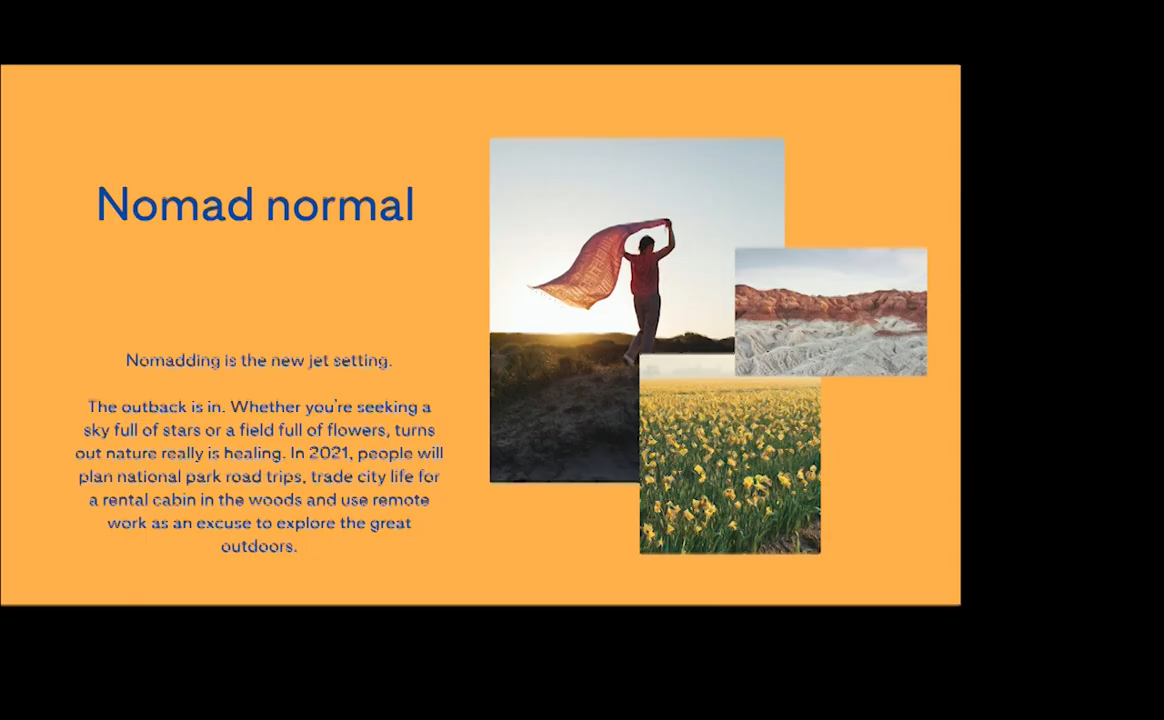 Nomad normal
Nomadding is the new jet setting.
The outback is in. Whether you're seeking a
sky full of stars or a field full of flowers, turns
out nature really is healing. In 2021, people will
plan national park road trips, trade city life for
a rental cabin in the woods and use remote
work as an excuse to explore the great
outdoors.